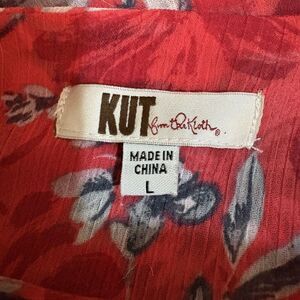 KUT from the Kloth®
MADE IN
CHINA
L